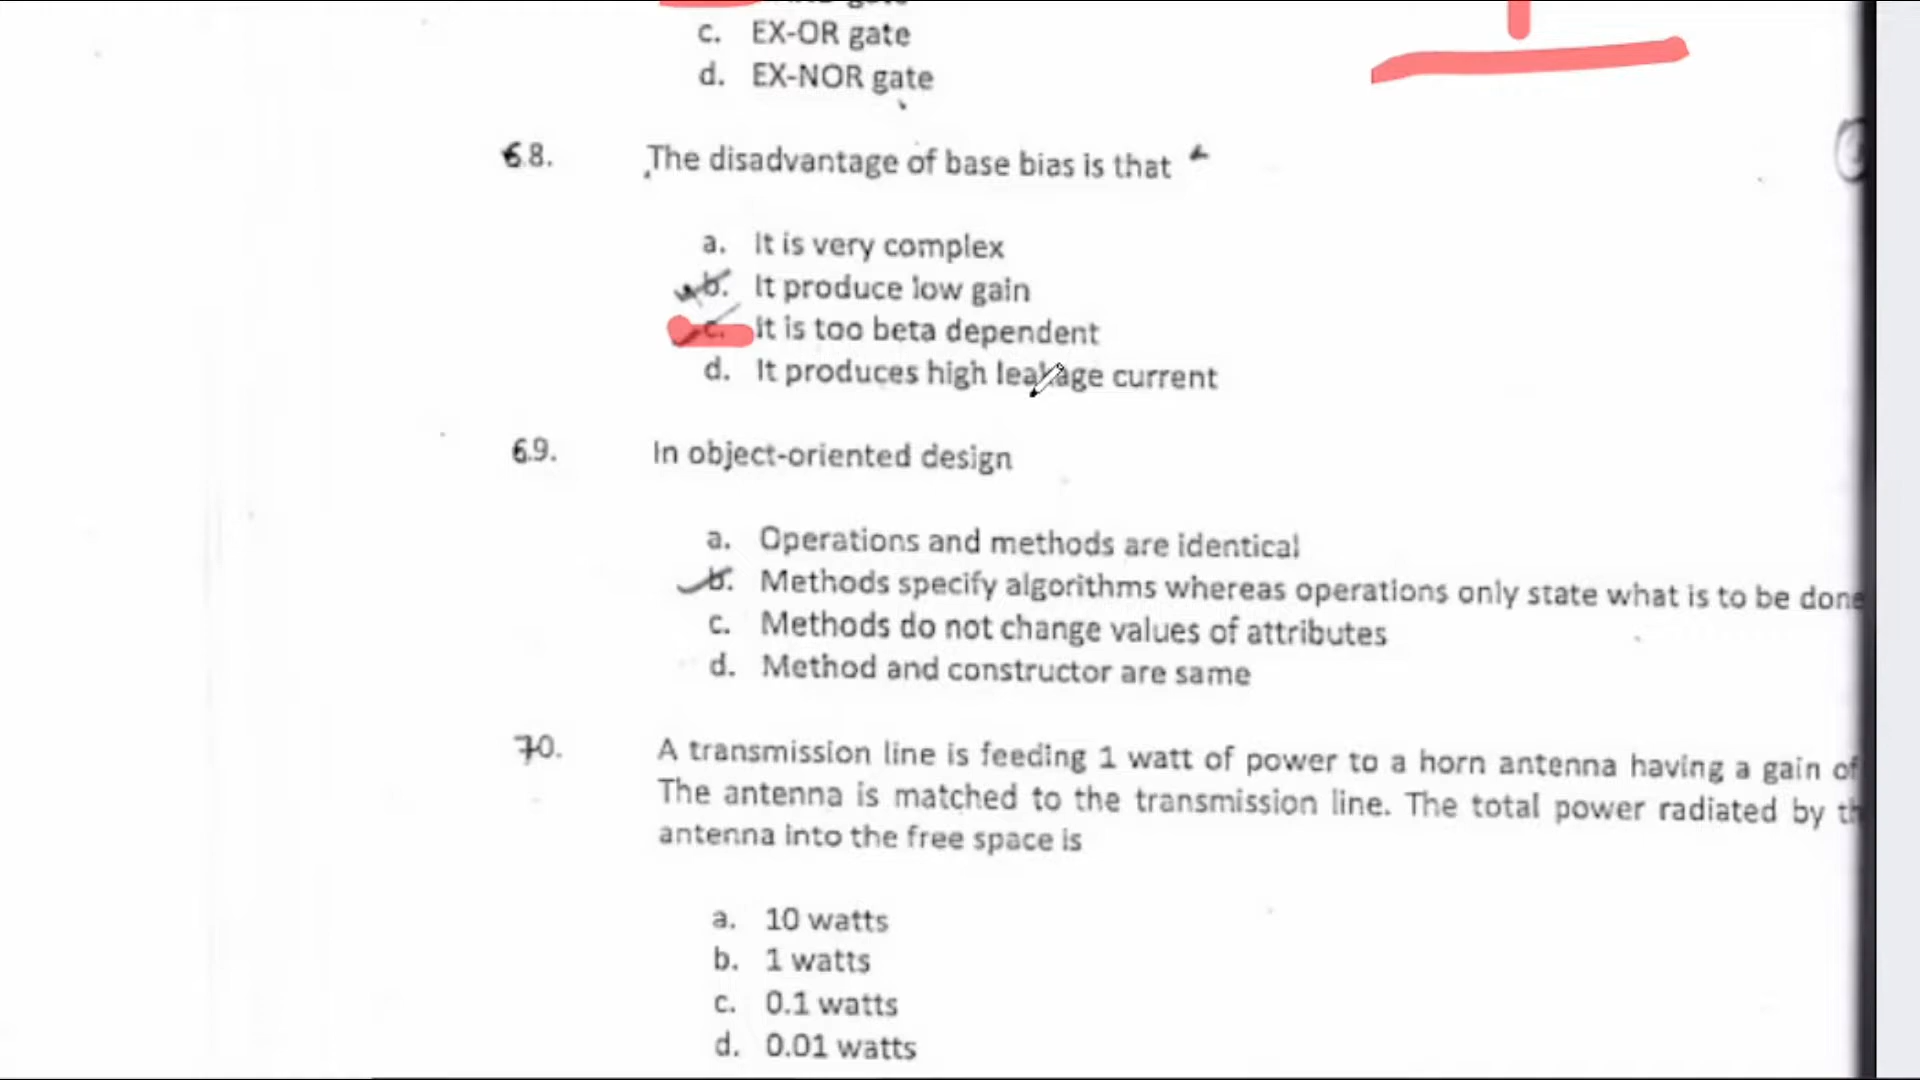 c. EX-OR gate
d. EX-NOR gate
68. The disadvantage of base bias is that
a. It is very complex
b. It produce low gain
c. It is too beta dependent
d. It produces high leakage current
69. In object-oriented design
a. Operations and methods are identical
b. Methods specify algorithms whereas operations only state what is to be done
c. Methods do not change values of attributes
d. Method and constructor are same
70. A transmission line is feeding 1 watt of power to a horn antenna having a gain of
The antenna is matched to the transmission line. The total power radiated by
antenna into the free space is
a. 10 watts
b. 1 watts
c. 0.1 watts
d. 0.01 watts